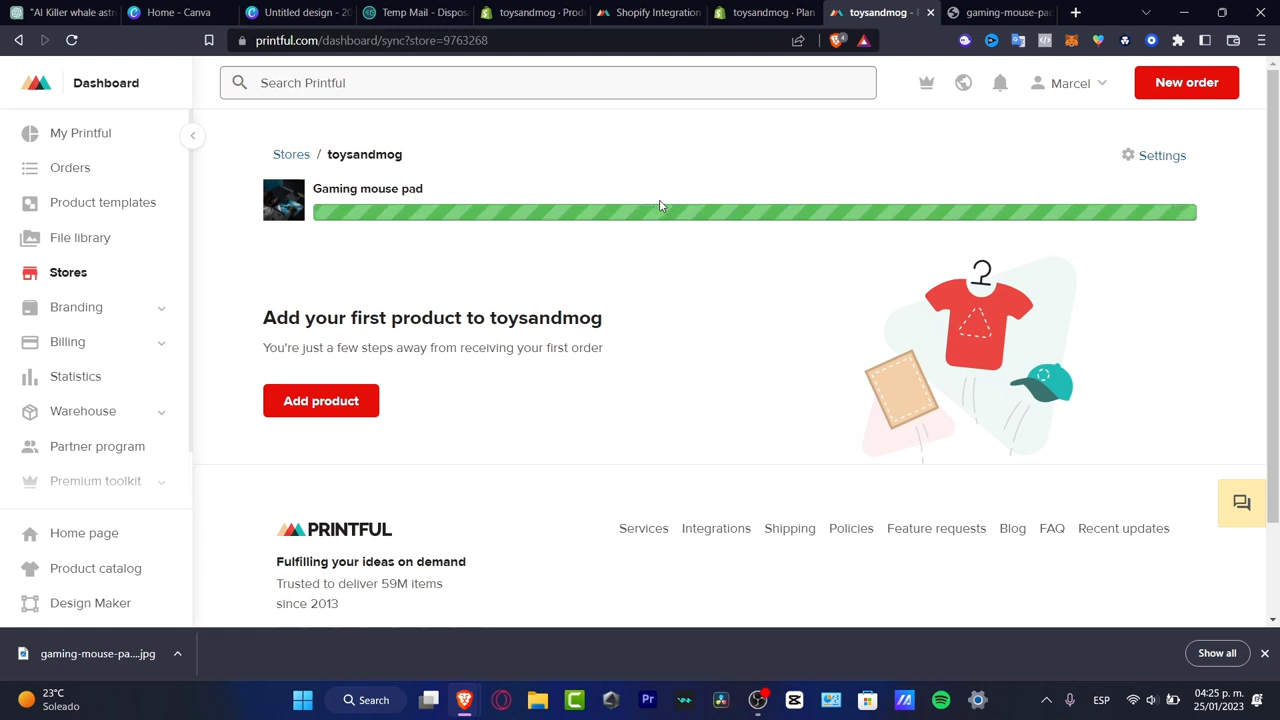 "AI Killer whale astr
Home - Canva
Untitled design - 20
Temp Mail - Dispos
toysandmog - Prod
Shopify Integration
toysandmog - Plan
toysandmog - P
gaming-mouse-pad
printful.com/dashboard/sync?store=9763268
4
Dashboard
Search Printful
Marcel
New order
My Printful
Orders
Product templates
File library
Stores
Branding
Billing
Statistics
Warehouse
Partner program
Premium toolkit
Home page
Product catalog
Design Maker
Stores / toysandmog
Settings
Gaming mouse pad
Add your first product to toysandmog
You're just a few steps away from receiving your first order
Add product
PRINTFUL
Fulfilling your ideas on demand
Trusted to deliver 59M items
since 2013
Services Integrations Shipping Policies Feature requests Blog FAQ Recent updates
gaming-mouse-pa....jpg
Show all
23°C
Soleado
Search
Pr
ESP
04:25 p. m.
25/01/2023